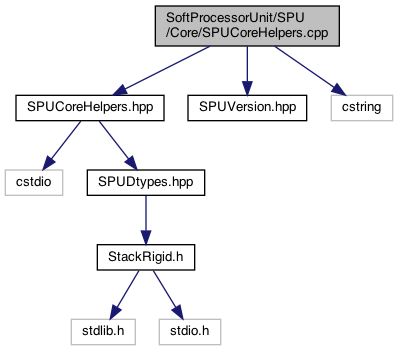 SoftProcessorUnit/SPU
/Core/SPUCoreHelpers.cpp
SPUCoreHelpers.hpp
SPUVersion.hpp
cstring
cstdio
SPUDtypes.hpp
StackRigid.h
stdlib.h
stdio.h